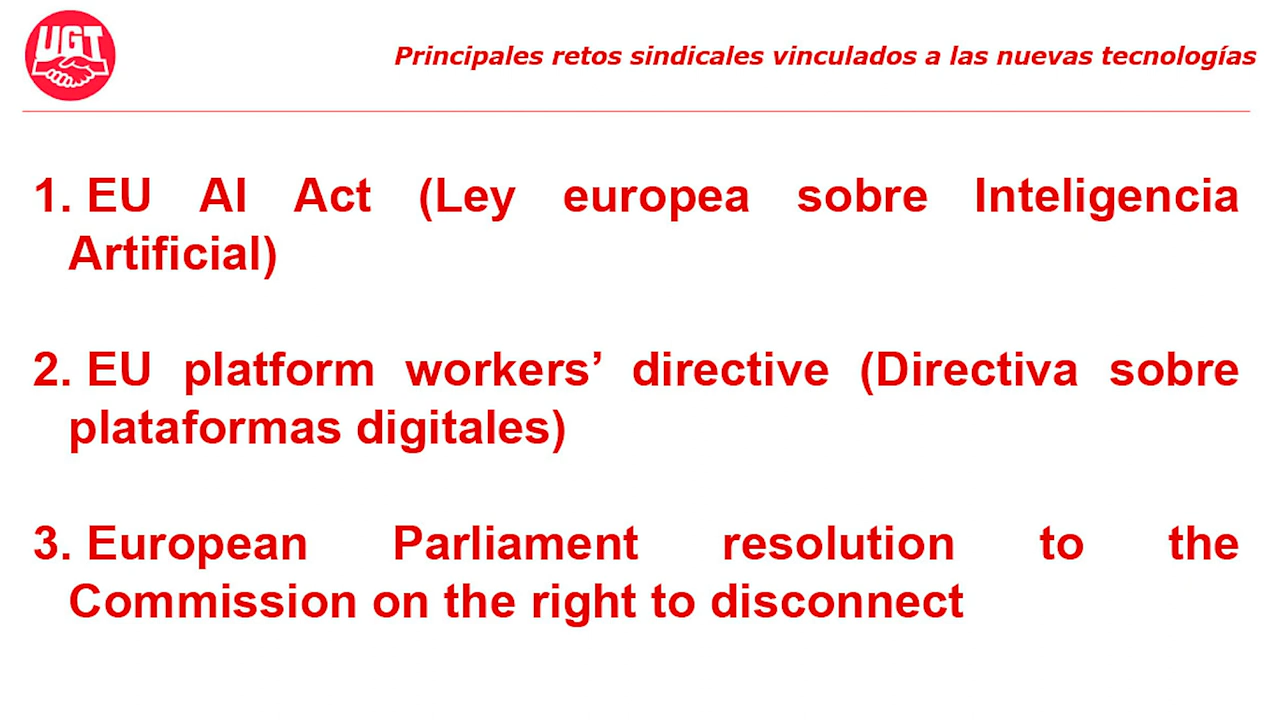 UGT
Principales retos sindicales vinculados a las nuevas tecnologías
1. EU AI Act (Ley europea sobre Inteligencia
Artificial)
2. EU platform workers’ directive (Directiva sobre
plataformas digitales)
3. European Parliament resolution to the
Commission on the right to disconnect